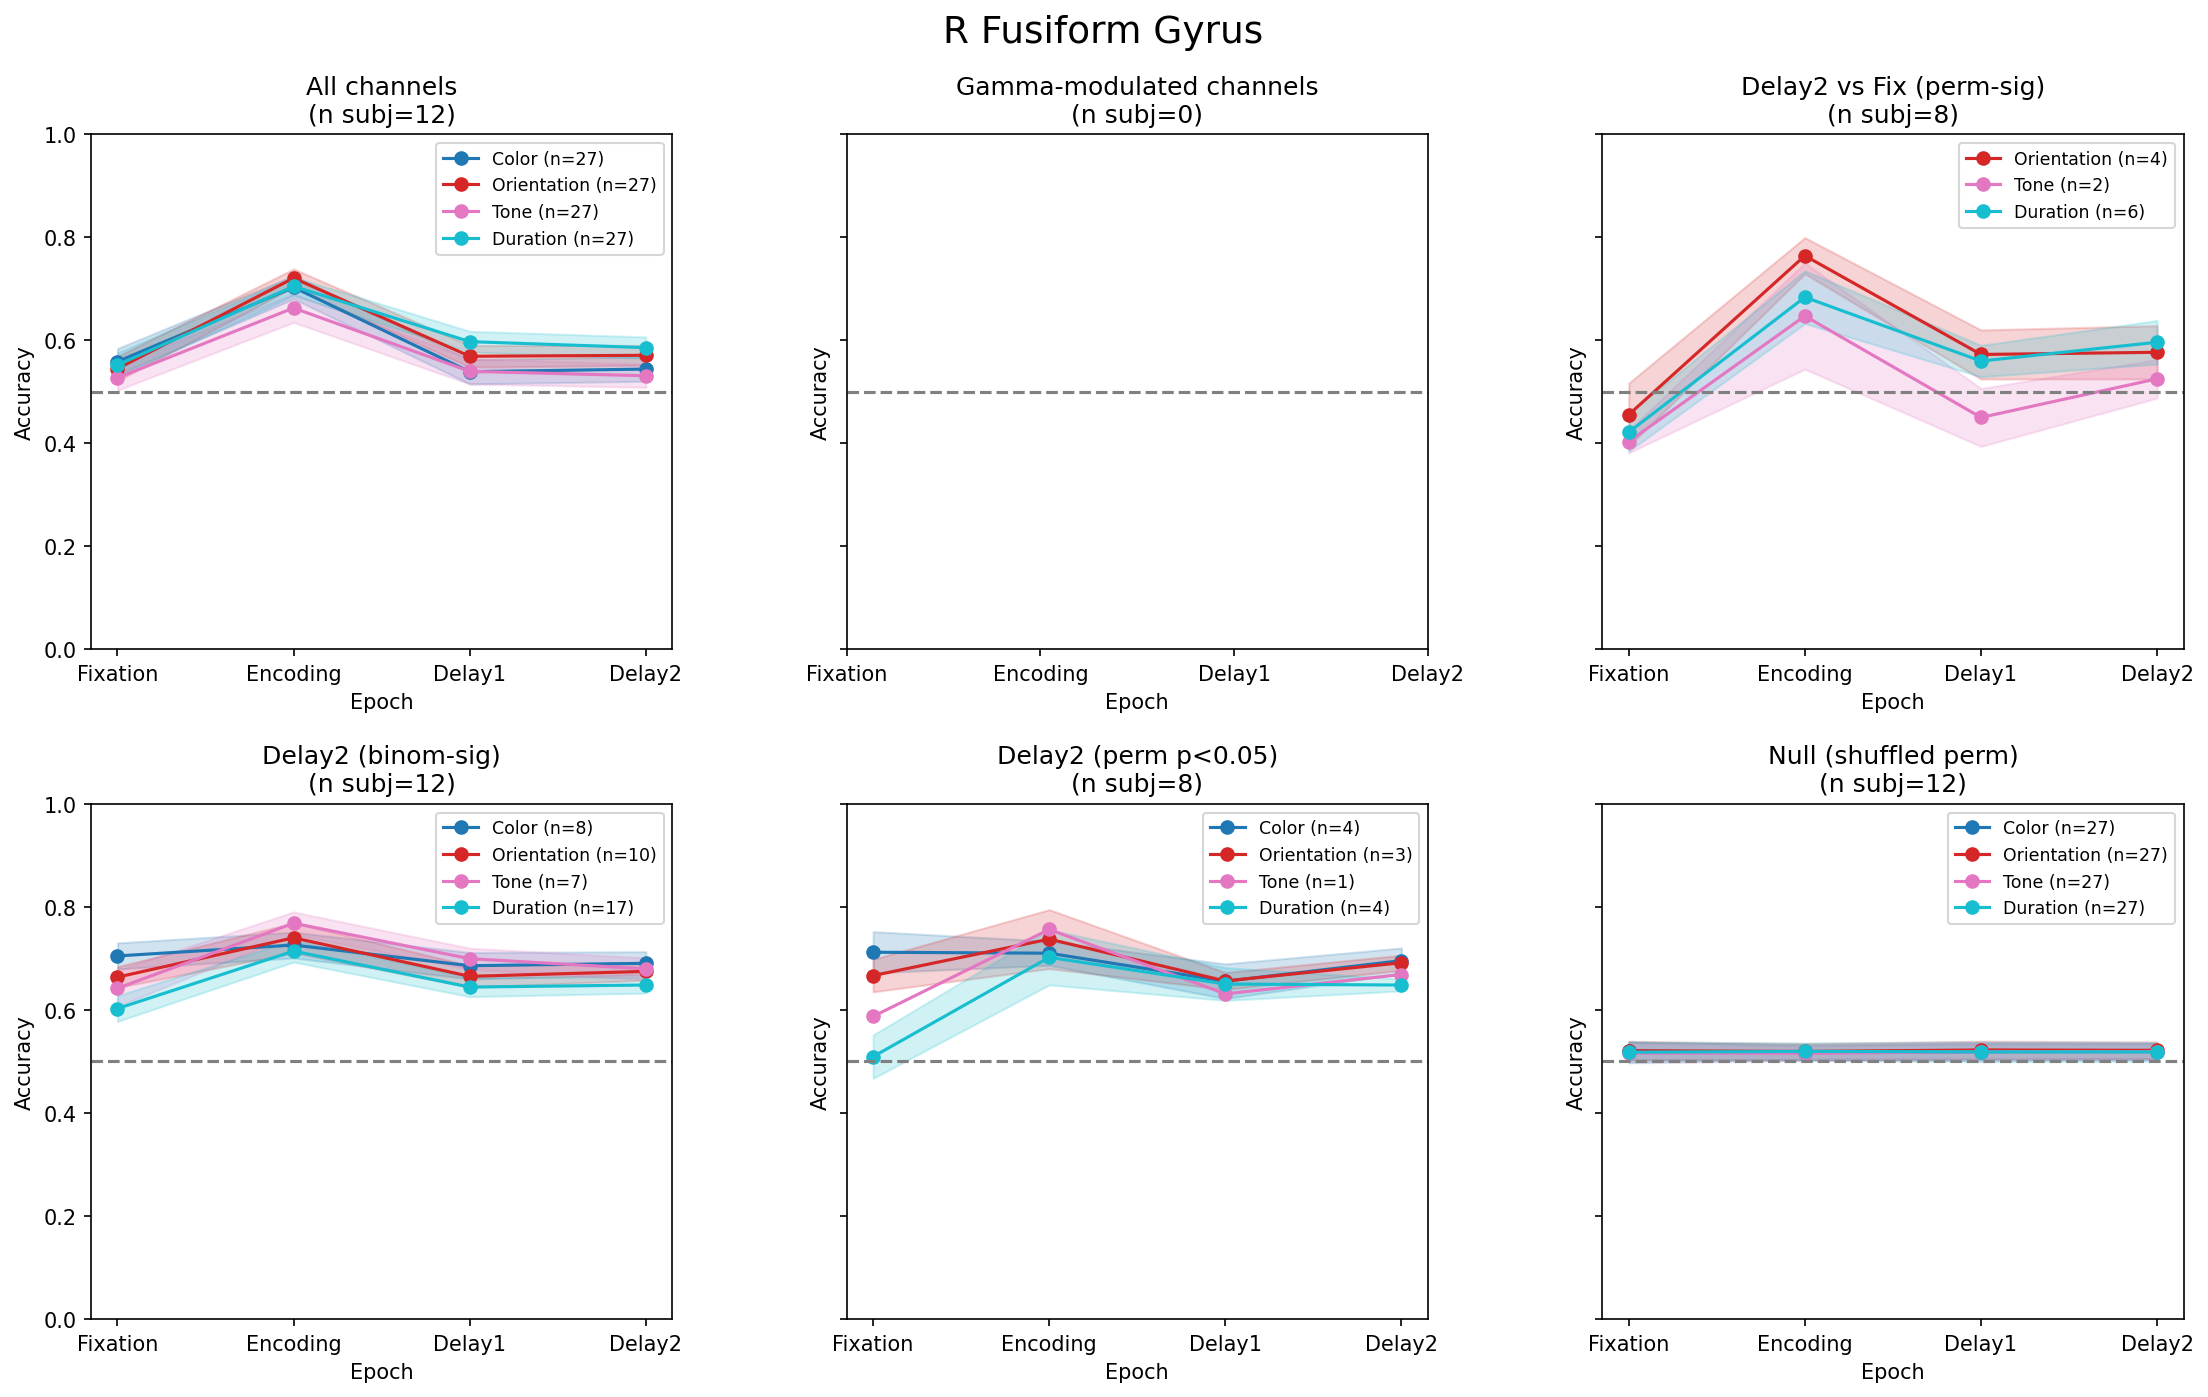 R Fusiform Gyrus
All channels
(n subj=12)
1.0
0.8
0.6
0.4
0.2
0.0
Accuracy
Color (n=27)
Orientation (n=27)
Tone (n=27)
Duration (n=27)
Fixation
Encoding
Delay1
Delay2
Epoch
Gamma-modulated channels
(n subj=0)
Accuracy
Fixation
Encoding
Delay1
Delay2
Epoch
Delay2 vs Fix (perm-sig)
(n subj=8)
Accuracy
Orientation (n=4)
Tone (n=2)
Duration (n=6)
Fixation
Encoding
Delay1
Delay2
Epoch
Delay2 (binom-sig)
(n subj=12)
1.0
0.8
0.6
0.4
0.2
0.0
Accuracy
Color (n=8)
Orientation (n=10)
Tone (n=7)
Duration (n=17)
Fixation
Encoding
Delay1
Delay2
Epoch
Delay2 (perm p<0.05)
(n subj=8)
Accuracy
Color (n=4)
Orientation (n=3)
Tone (n=1)
Duration (n=4)
Fixation
Encoding
Delay1
Delay2
Epoch
Null (shuffled perm)
(n subj=12)
Accuracy
Color (n=27)
Orientation (n=27)
Tone (n=27)
Duration (n=27)
Fixation
Encoding
Delay1
Delay2
Epoch